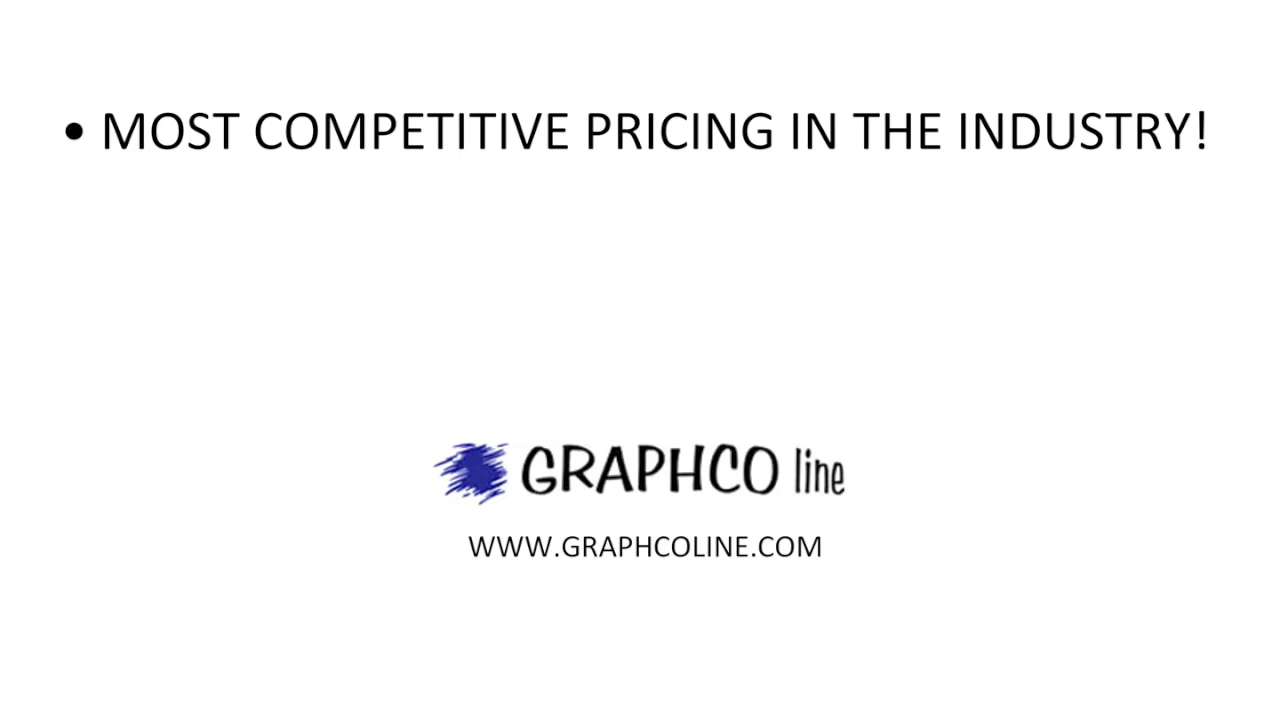 • MOST COMPETITIVE PRICING IN THE INDUSTRY!
GRAPHCO line
WWW.GRAPHCOLINE.COM